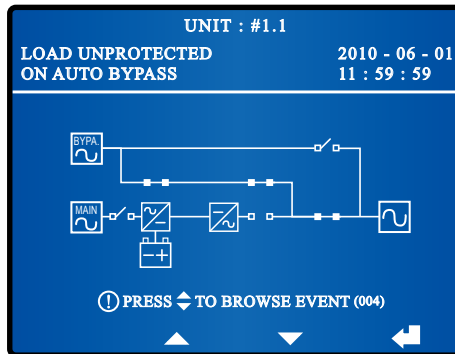 UNIT : #1.1
LOAD UNPROTECTED 2010 - 06 - 01
ON AUTO BYPASS 11 : 59 : 59
BYPA.
MAIN
! PRESS TO BROWSE EVENT (004)